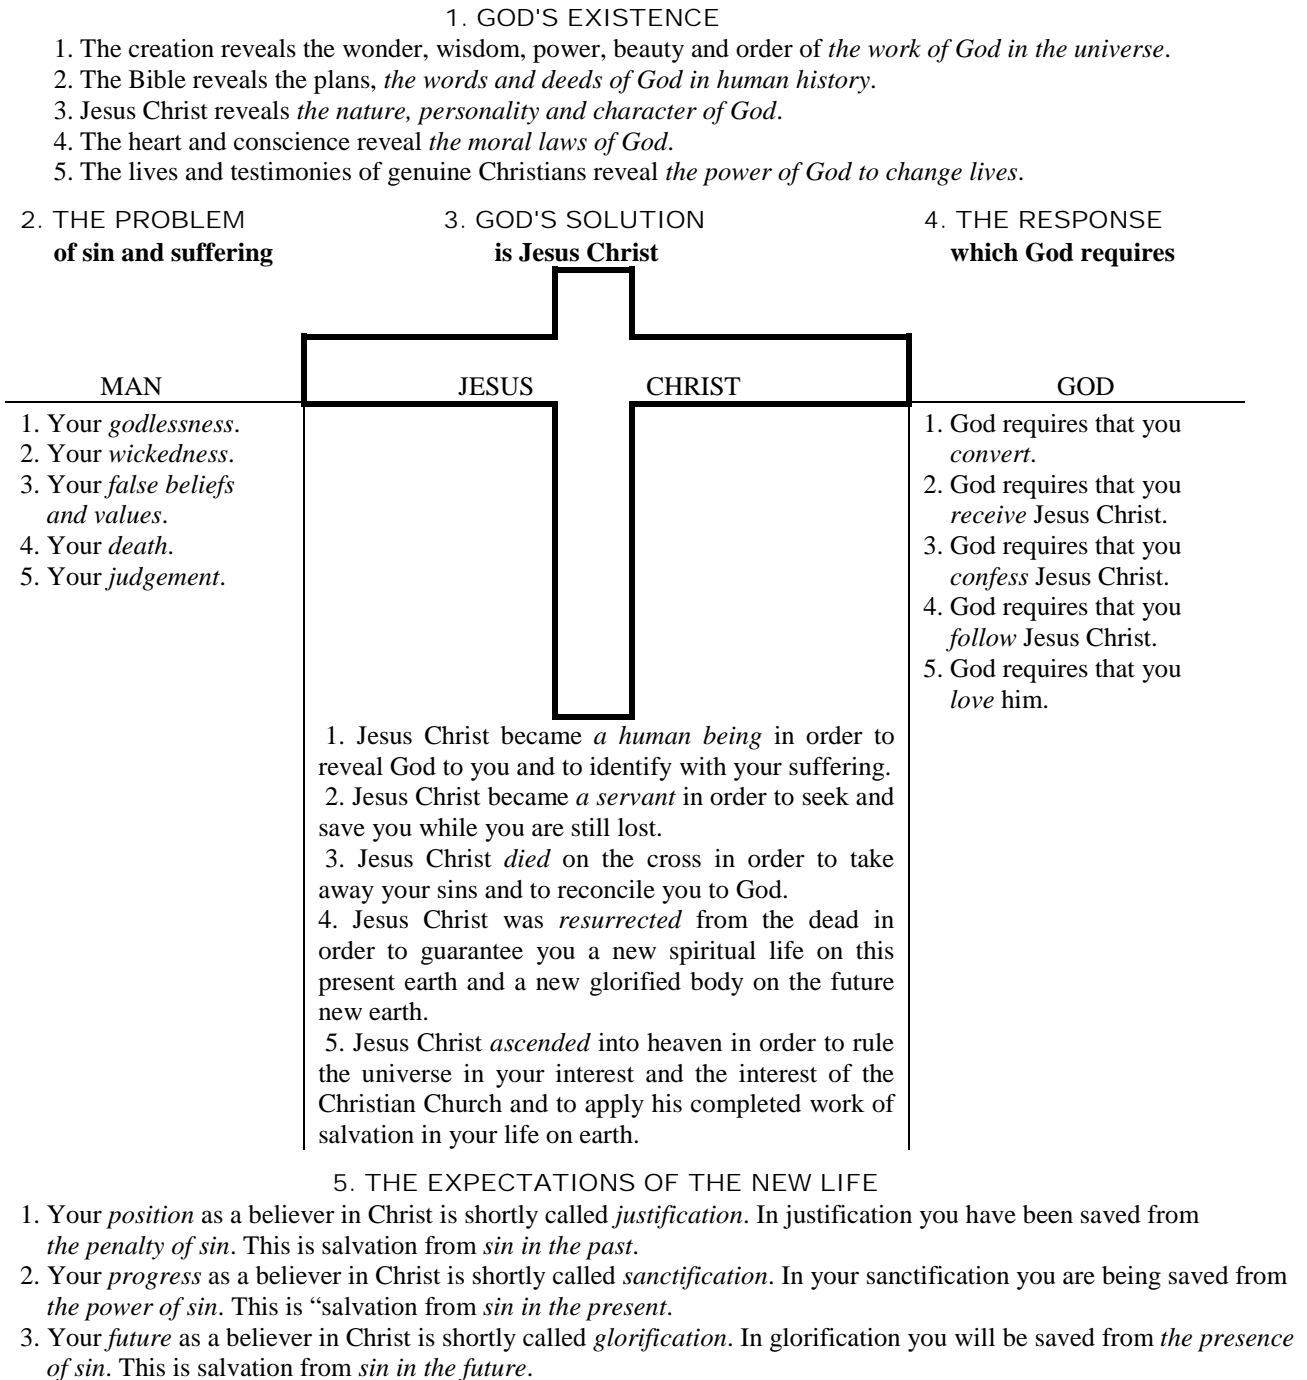 1. GOD'S EXISTENCE
1. The creation reveals the wonder, wisdom, power, beauty and order of the work of God in the universe.
2. The Bible reveals the plans, the words and deeds of God in human history.
3. Jesus Christ reveals the nature, personality and character of God.
4. The heart and conscience reveal the moral laws of God.
5. The lives and testimonies of genuine Christians reveal the power of God to change lives.
2. THE PROBLEM
of sin and suffering
3. GOD'S SOLUTION
is Jesus Christ
4. THE RESPONSE
which God requires
MAN
JESUS CHRIST
GOD
1. Your godlessness.
2. Your wickedness.
3. Your false beliefs
and values.
4. Your death.
5. Your judgement.
1. God requires that you
convert.
2. God requires that you
receive Jesus Christ.
3. God requires that you
confess Jesus Christ.
4. God requires that you
follow Jesus Christ.
5. God requires that you
love him.
1. Jesus Christ became a human being in order to
reveal God to you and to identify with your suffering.
2. Jesus Christ became a servant in order to seek and
save you while you are still lost.
3. Jesus Christ died on the cross in order to take
away your sins and to reconcile you to God.
4. Jesus Christ was resurrected from the dead in
order to guarantee you a new spiritual life on this
present earth and a new glorified body on the future
new earth.
5. Jesus Christ ascended into heaven in order to rule
the universe in your interest and the interest of the
Christian Church and to apply his completed work of
salvation in your life on earth.
5. THE EXPECTATIONS OF THE NEW LIFE
1. Your position as a believer in Christ is shortly called justification. In justification you have been saved from
the penalty of sin. This is salvation from sin in the past.
2. Your progress as a believer in Christ is shortly called sanctification. In your sanctification you are being saved from
the power of sin. This is “salvation from sin in the present.
3. Your future as a believer in Christ is shortly called glorification. In glorification you will be saved from the presence
of sin. This is salvation from sin in the future.